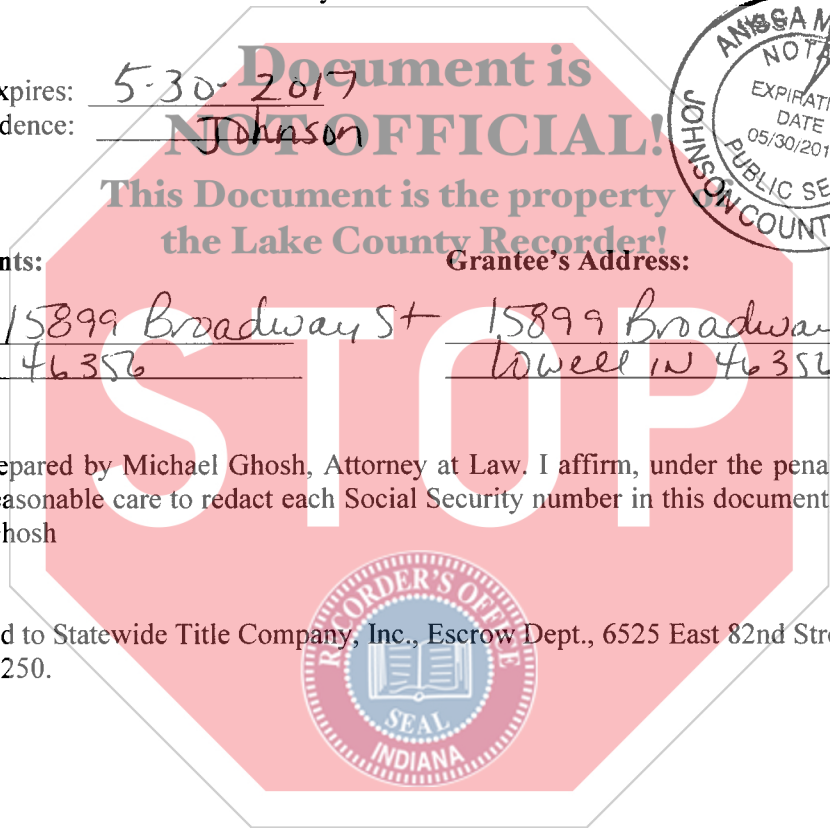 Document is
NOT OFFICIAL!
This Document is the property of
the Lake County Recorder!
STOP
xpires: 5-30-2017
dence: Johnson
ANISSA M
NOTA
EXPIRATI
DATE
05/30/201
PUBLIC SE
JOHNSON COUNT
nts: Grantee's Address:
15899 Broadway St 15899 Broadway
46356 Lowell IN 46356
epared by Michael Ghosh, Attorney at Law. I affirm, under the pena
easonable care to redact each Social Security number in this document
hosh
d to Statewide Title Company, Inc., Escrow Dept., 6525 East 82nd Stre
250.
RECORDER'S OFFICE
SEAL
INDIANA